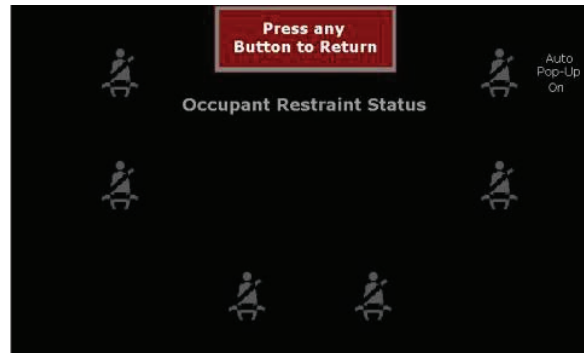 Press any
Button to Return
Auto
Pop-Up
On
Occupant Restraint Status